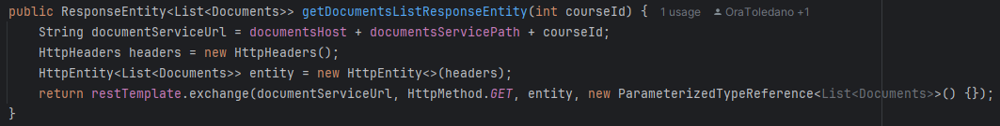 public ResponseEntity<List<Documents>> getDocumentsListResponseEntity(int courseId) { 1 usage OraToledano +1
String documentServiceUrl = documentsHost + documentsServicePath + courseId;
HttpHeaders headers = new HttpHeaders();
HttpEntity<List<Documents>> entity = new HttpEntity<>(headers);
return restTemplate.exchange(documentServiceUrl, HttpMethod.GET, entity, new ParameterizedTypeReference<List<Documents>>() {});
}